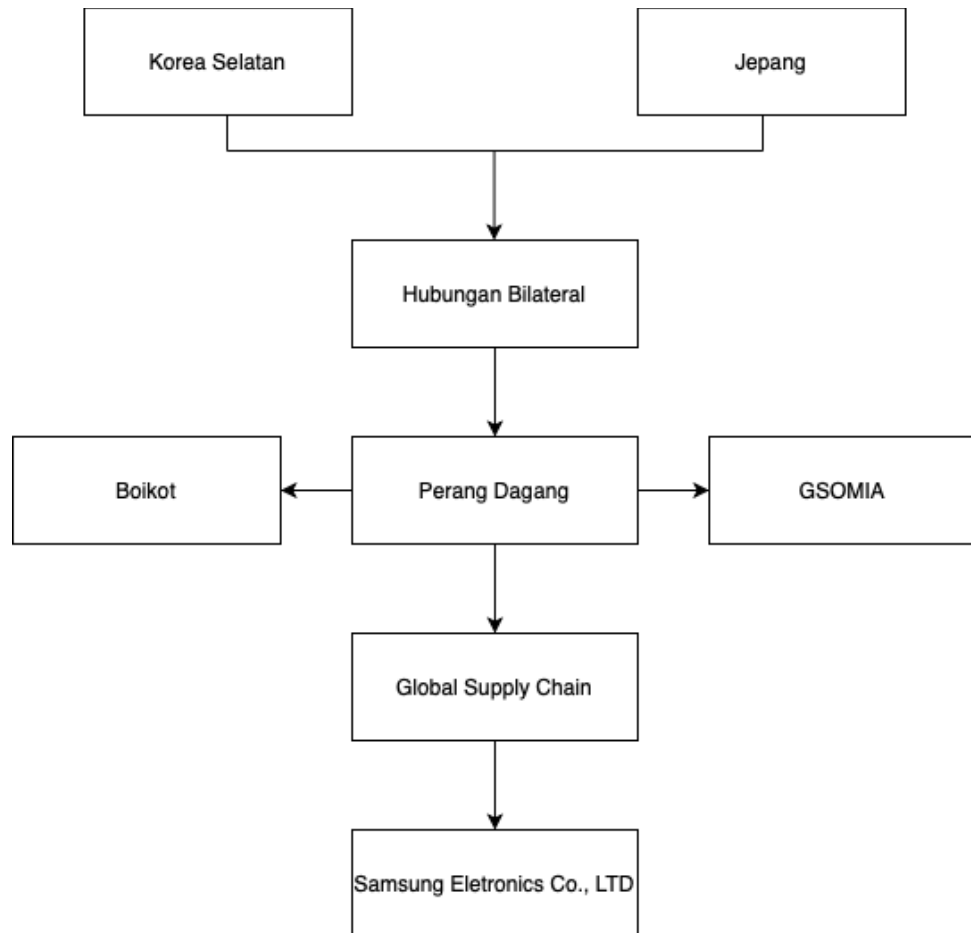 Korea Selatan
Jepang
Hubungan Bilateral
Boikot
Perang Dagang
GSOMIA
Global Supply Chain
Samsung Eletronics Co., LTD